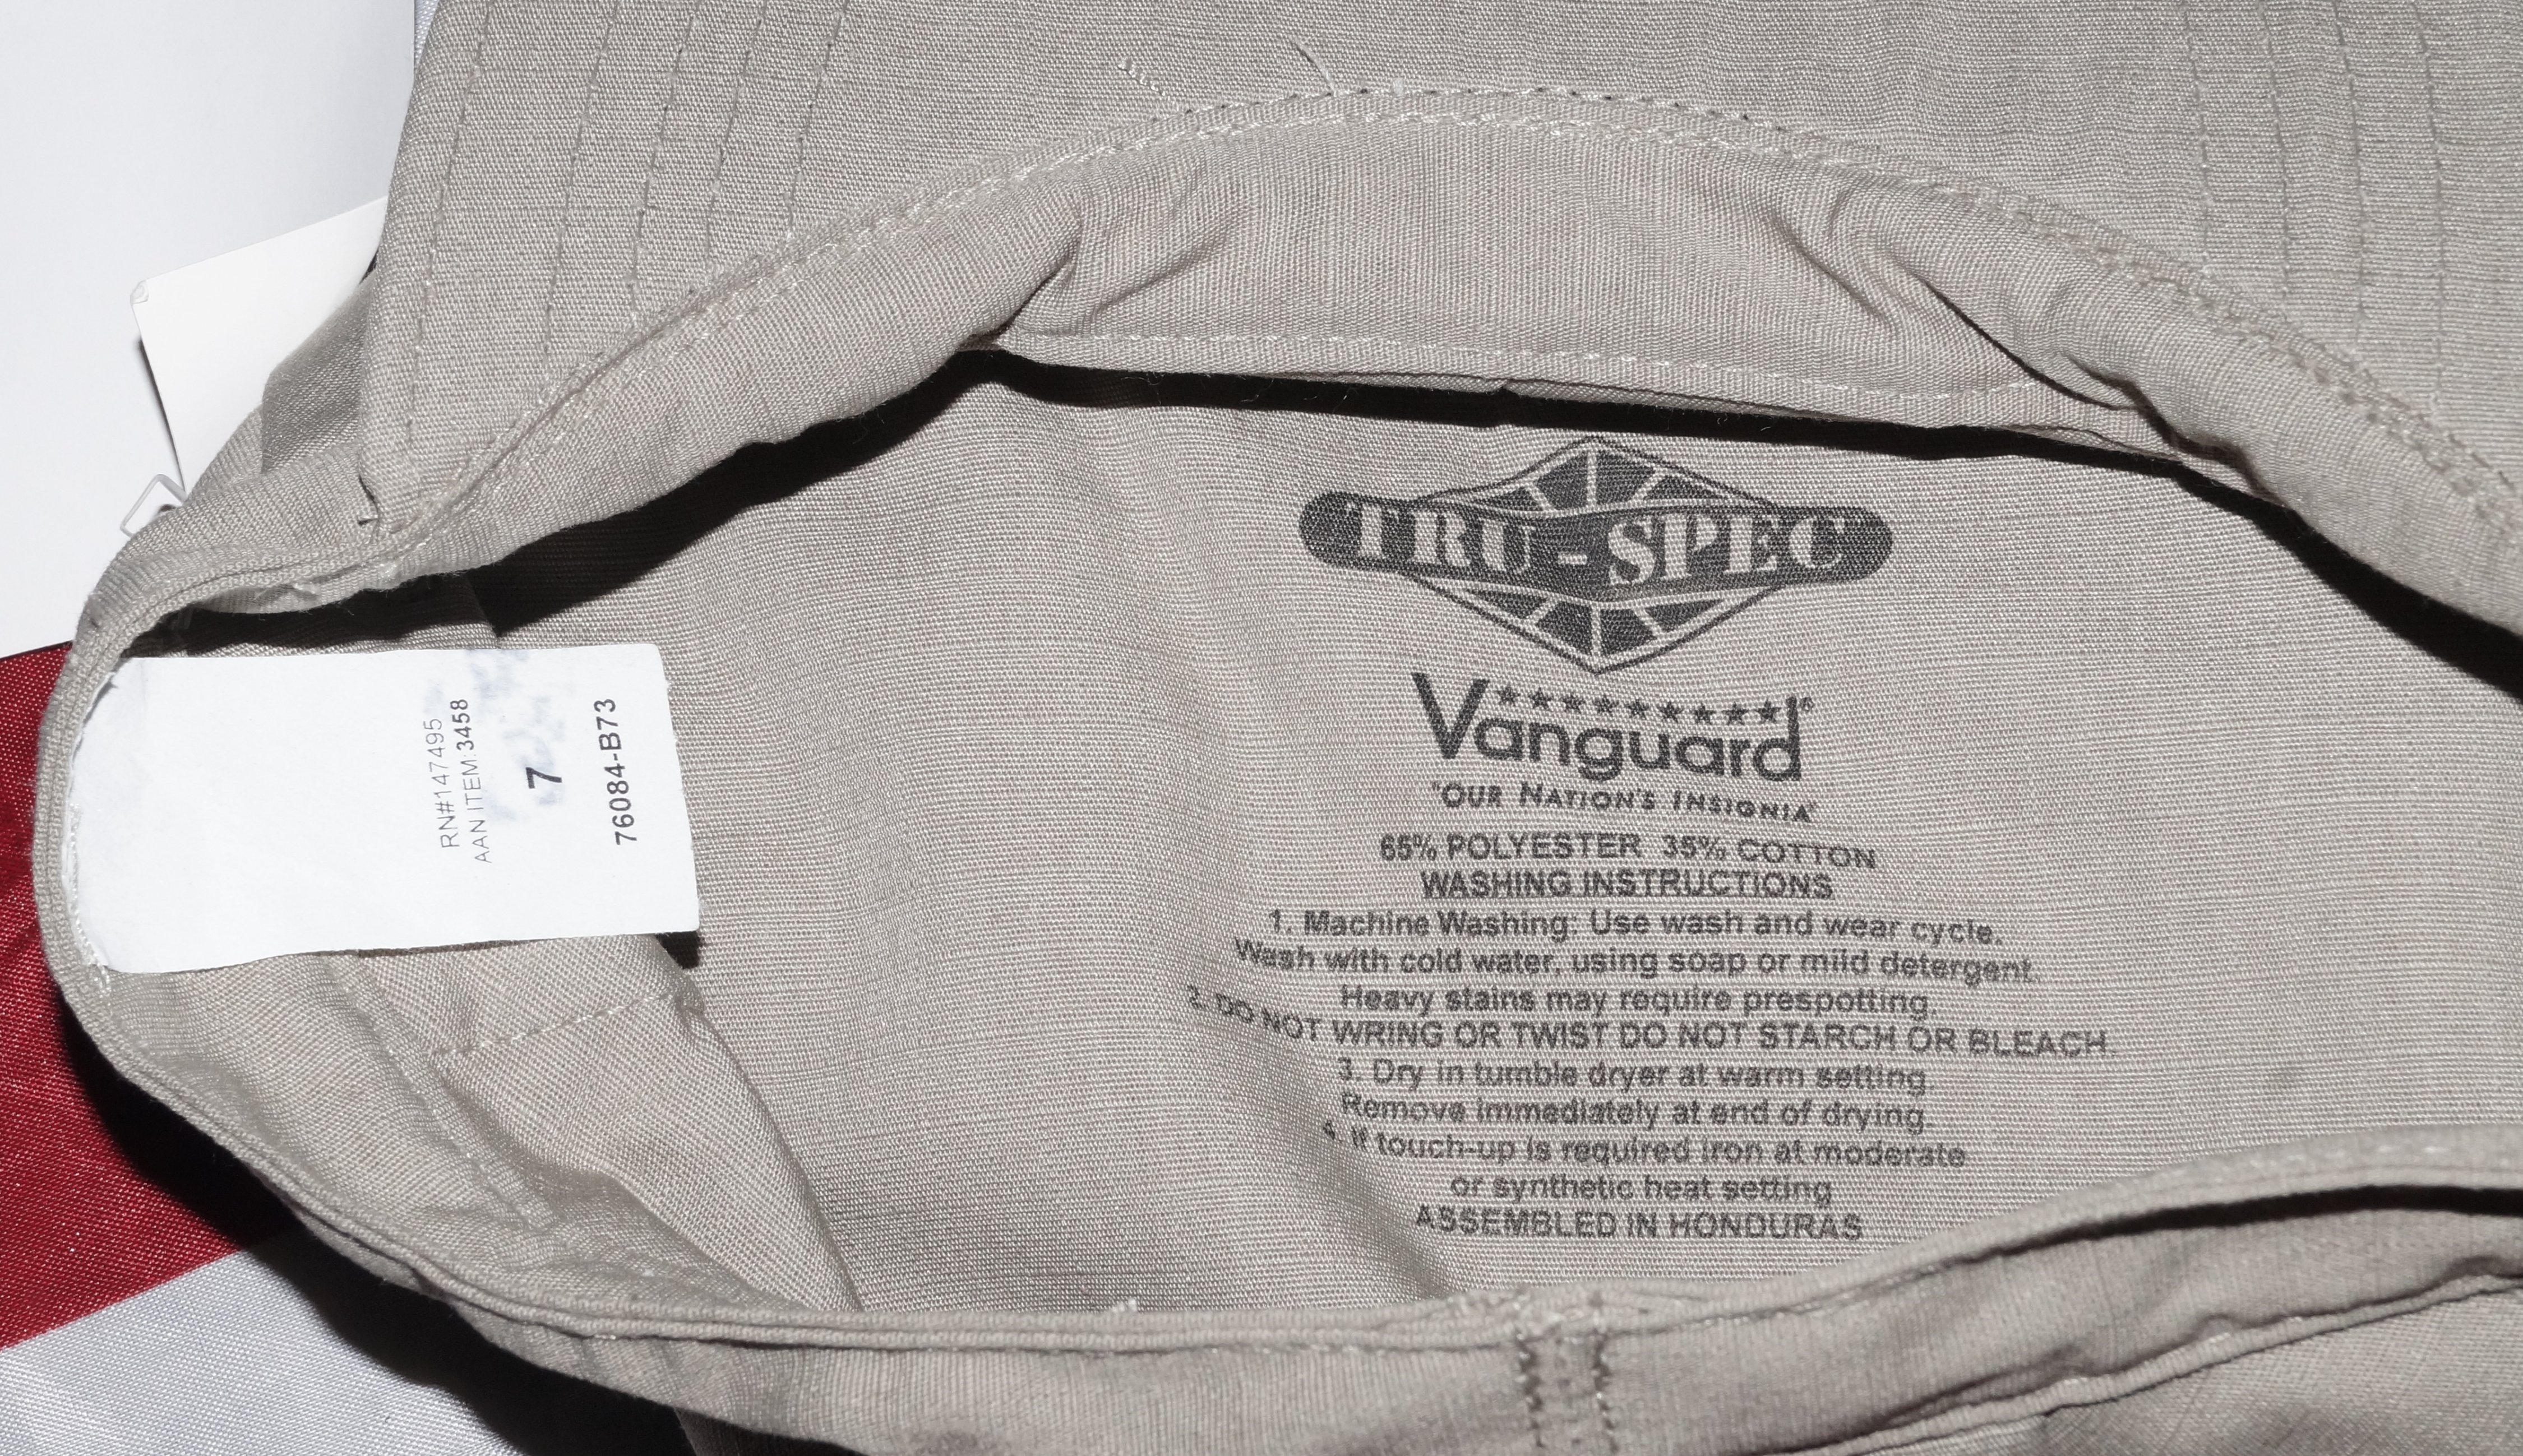 RN#147495
AAN ITEM:3458
7
76084-B73
TRU-SPEC
Vanguard®
"OUR NATION'S INSIGNIA"
65% POLYESTER 35% COTTON
WASHING INSTRUCTIONS
1. Machine Washing: Use wash and wear cycle.
Wash with cold water, using soap or mild detergent.
Heavy stains may require prespotting.
2. DO NOT WRING OR TWIST DO NOT STARCH OR BLEACH.
3. Dry in tumble dryer at warm setting.
Remove immediately at end of drying.
4. If touch-up is required iron at moderate
or synthetic heat setting
ASSEMBLED IN HONDURAS